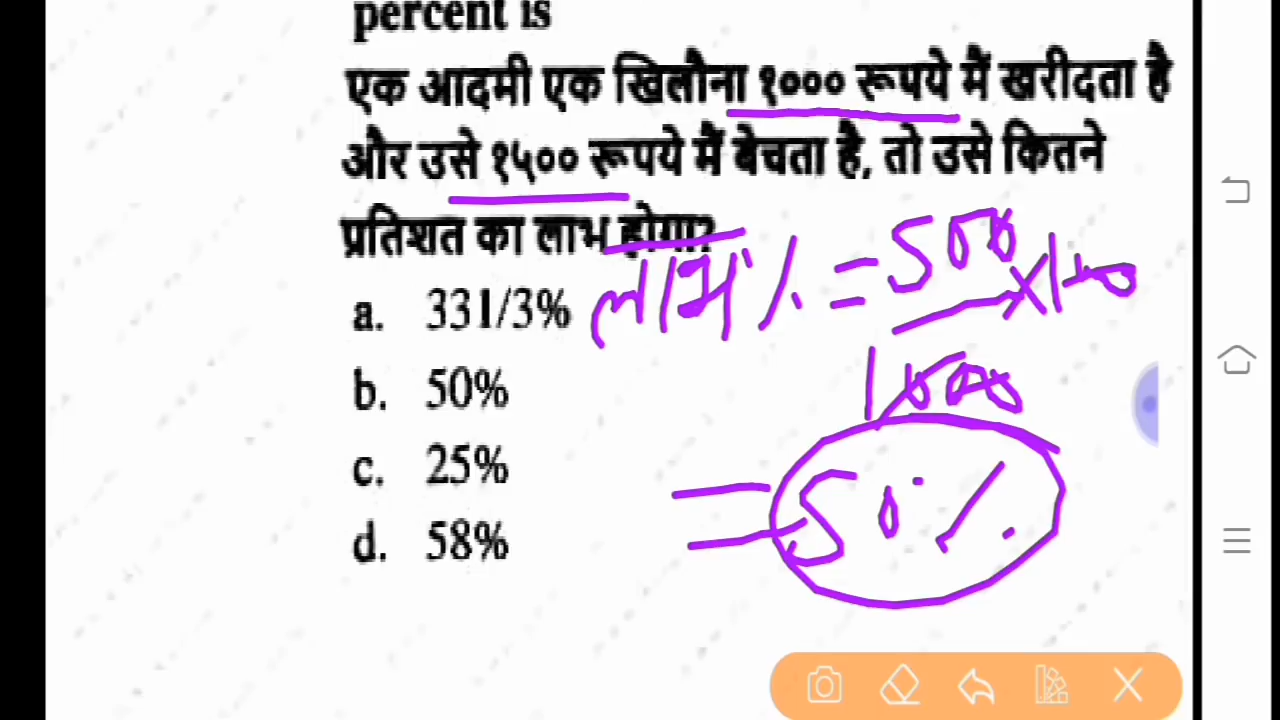 percent is
एक आदमी एक खिलौना १००० रूपये मैं खरीदता है
और उसे १५०० रूपये मैं बेचता है, तो उसे कितने
प्रतिशत का लाभ होगा?
लाभ % = 500 × 100
1000
a. 331/3%
b. 50%
c. 25%
= 50%
d. 58%